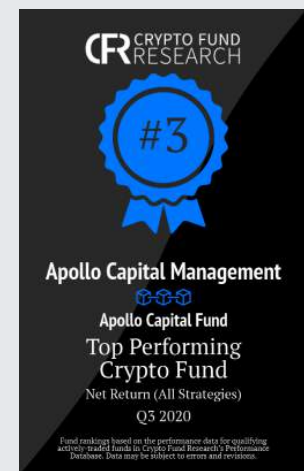 CFR CRYPTO FUND
RESEARCH
#3
Apollo Capital Management
Apollo Capital Fund
Top Performing
Crypto Fund
Net Return (All Strategies)
Q3 2020
Fund rankings based on the performance data for qualifying
actively-traded funds in Crypto Fund Research's Performance
Database. Data may be subject to errors and revisions.